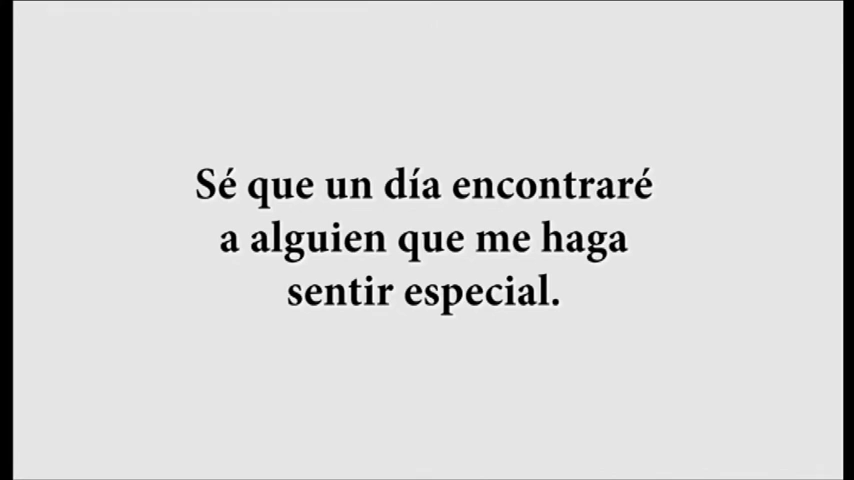 Sé que un día encontraré
a alguien que me haga
sentir especial.